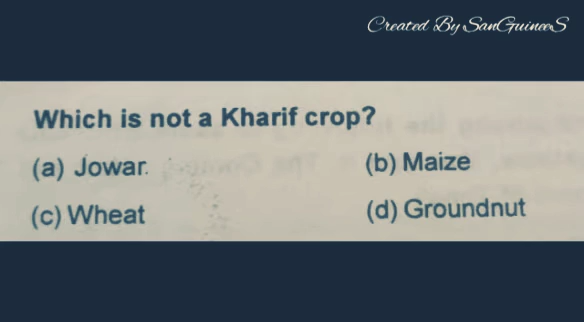 Created By SanGuineeS
Which is not a Kharif crop?
(a) Jowar.
(b) Maize
(c) Wheat
(d) Groundnut